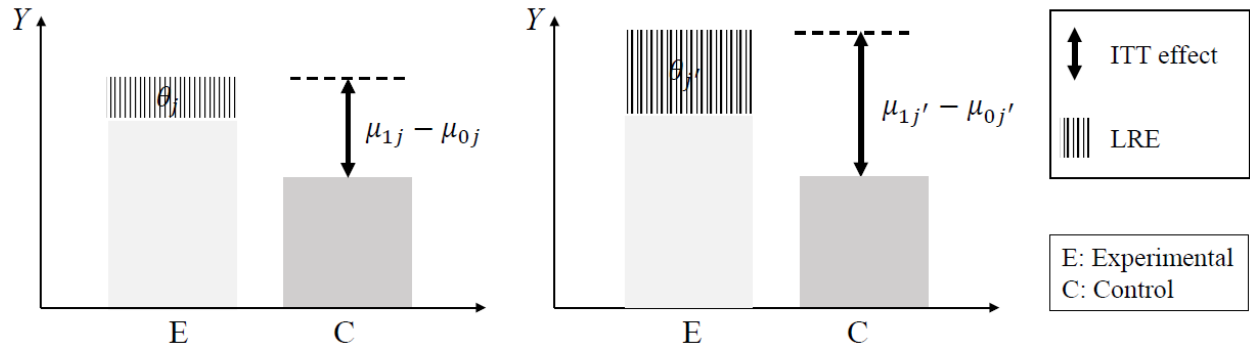 Y
θⱼ
μ₁ⱼ − μ₀ⱼ
E
C
Y
θⱼ′
μ₁ⱼ′ − μ₀ⱼ′
E
C
ITT effect
LRE
E: Experimental
C: Control